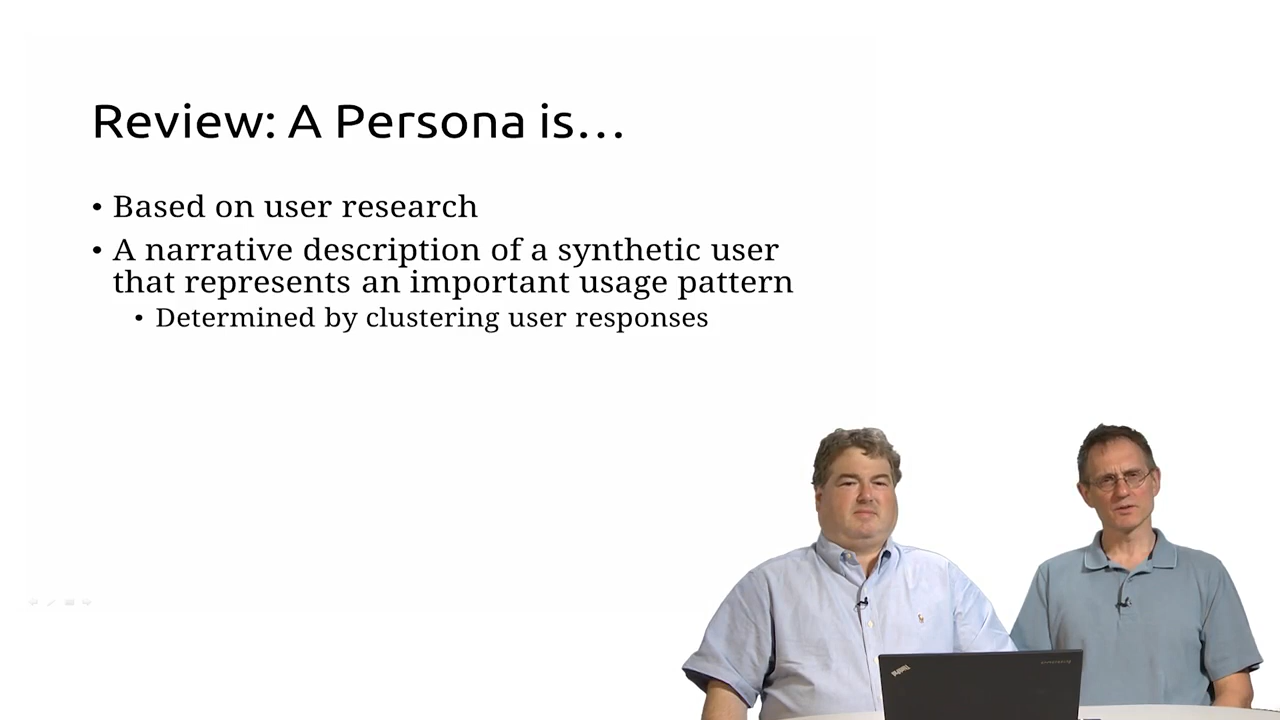 Review: A Persona is…
• Based on user research
• A narrative description of a synthetic user
that represents an important usage pattern
• Determined by clustering user responses
ThinkPad